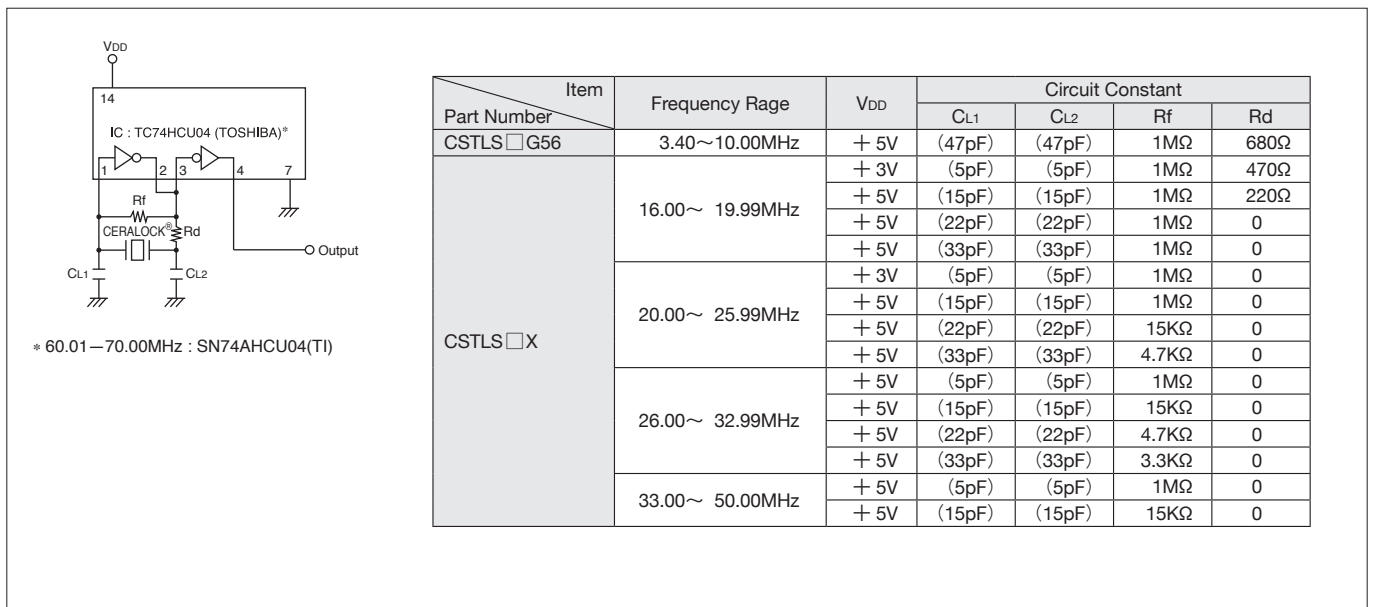 VDD
14
IC : TC74HCU04 (TOSHIBA)*
1 2 3 4 7
Rf
CERALOCK® Rd
Output
CL1 CL2
* 60.01—70.00MHz : SN74AHCU04(TI)
Item Part Number Frequency Rage VDD Circuit Constant
CL1 CL2 Rf Rd
CSTLS□G56 3.40～10.00MHz ＋5V (47pF) (47pF) 1MΩ 680Ω
CSTLS□X 16.00～ 19.99MHz ＋3V (5pF) (5pF) 1MΩ 470Ω
＋5V (15pF) (15pF) 1MΩ 220Ω
＋5V (22pF) (22pF) 1MΩ 0
＋5V (33pF) (33pF) 1MΩ 0
20.00～ 25.99MHz ＋3V (5pF) (5pF) 1MΩ 0
＋5V (15pF) (15pF) 1MΩ 0
＋5V (22pF) (22pF) 15KΩ 0
＋5V (33pF) (33pF) 4.7KΩ 0
26.00～ 32.99MHz ＋5V (5pF) (5pF) 1MΩ 0
＋5V (15pF) (15pF) 15KΩ 0
＋5V (22pF) (22pF) 4.7KΩ 0
＋5V (33pF) (33pF) 3.3KΩ 0
33.00～ 50.00MHz ＋5V (5pF) (5pF) 1MΩ 0
＋5V (15pF) (15pF) 15KΩ 0